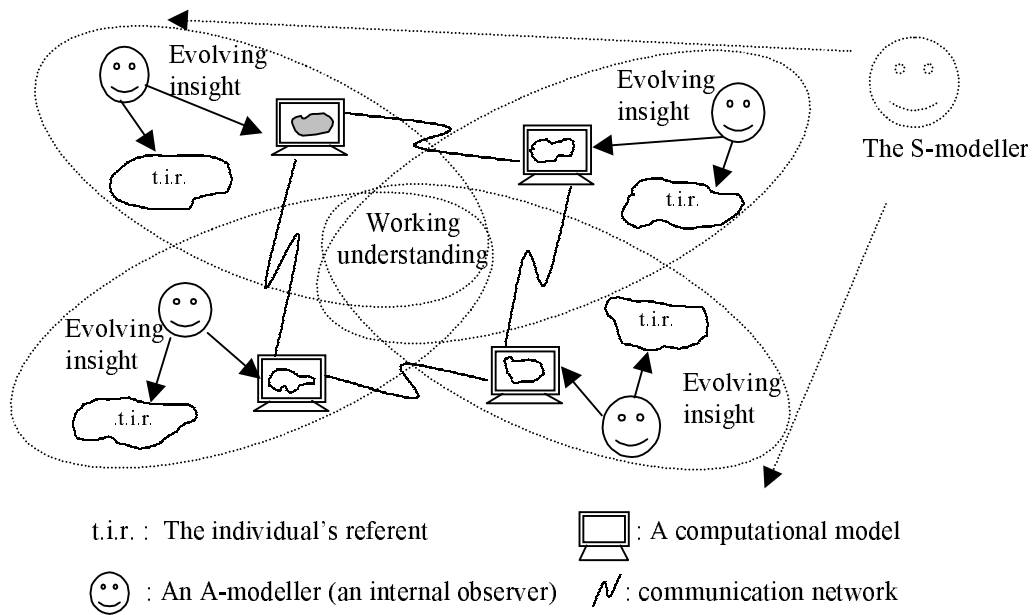 Evolving
insight
t.i.r.
Evolving
insight
t.i.r.
The S-modeller
Working
understanding
Evolving
insight
.t.i.r.
t.i.r.
Evolving
insight
t.i.r. : The individual's referent
: A computational model
: An A-modeller (an internal observer)
: communication network